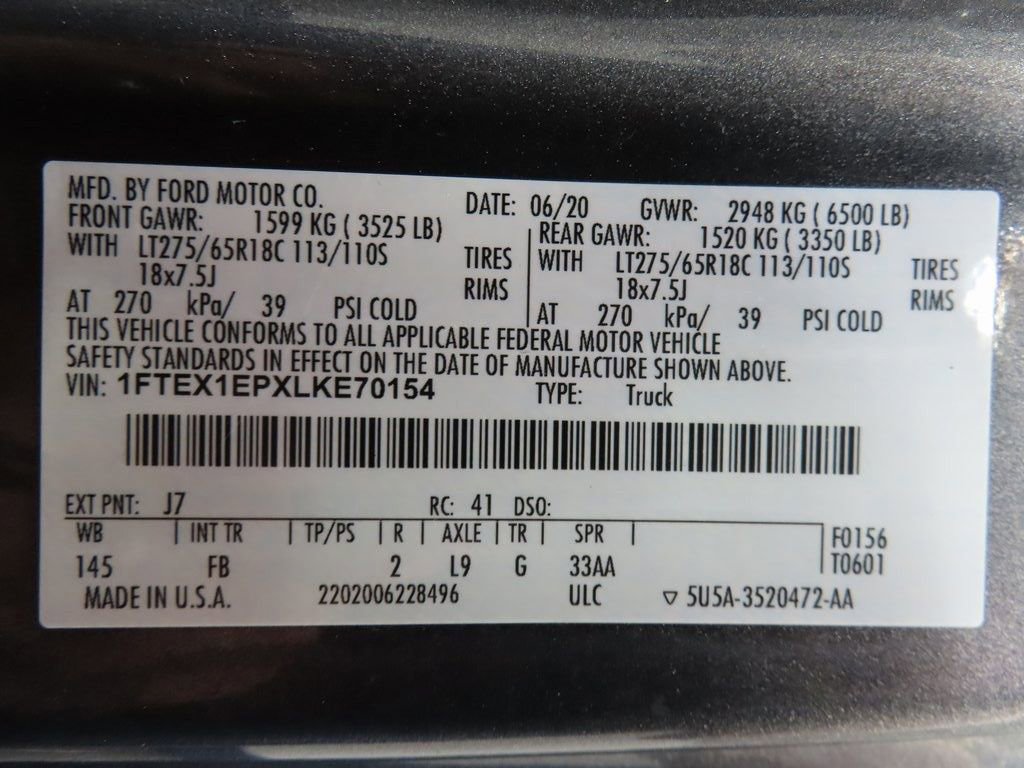 MFD. BY FORD MOTOR CO. DATE: 06/20 GVWR: 2948 KG ( 6500 LB)
FRONT GAWR: 1599 KG ( 3525 LB) REAR GAWR: 1520 KG ( 3350 LB)
WITH LT275/65R18C 113/110S TIRES WITH LT275/65R18C 113/110S TIRES
18x7.5J RIMS 18x7.5J RIMS
AT 270 kPa/ 39 PSI COLD AT 270 kPa/ 39 PSI COLD
THIS VEHICLE CONFORMS TO ALL APPLICABLE FEDERAL MOTOR VEHICLE
SAFETY STANDARDS IN EFFECT ON THE DATE OF MANUFACTURE SHOWN ABOVE.
VIN: 1FTEX1EPXLKE70154 TYPE: Truck
EXT PNT: J7 RC: 41 DSO:
WB INT TR TP/PS R AXLE TR SPR F0156
145 FB 2 L9 G 33AA T0601
MADE IN U.S.A. 2202006228496 ULC ▽ 5U5A-3520472-AA